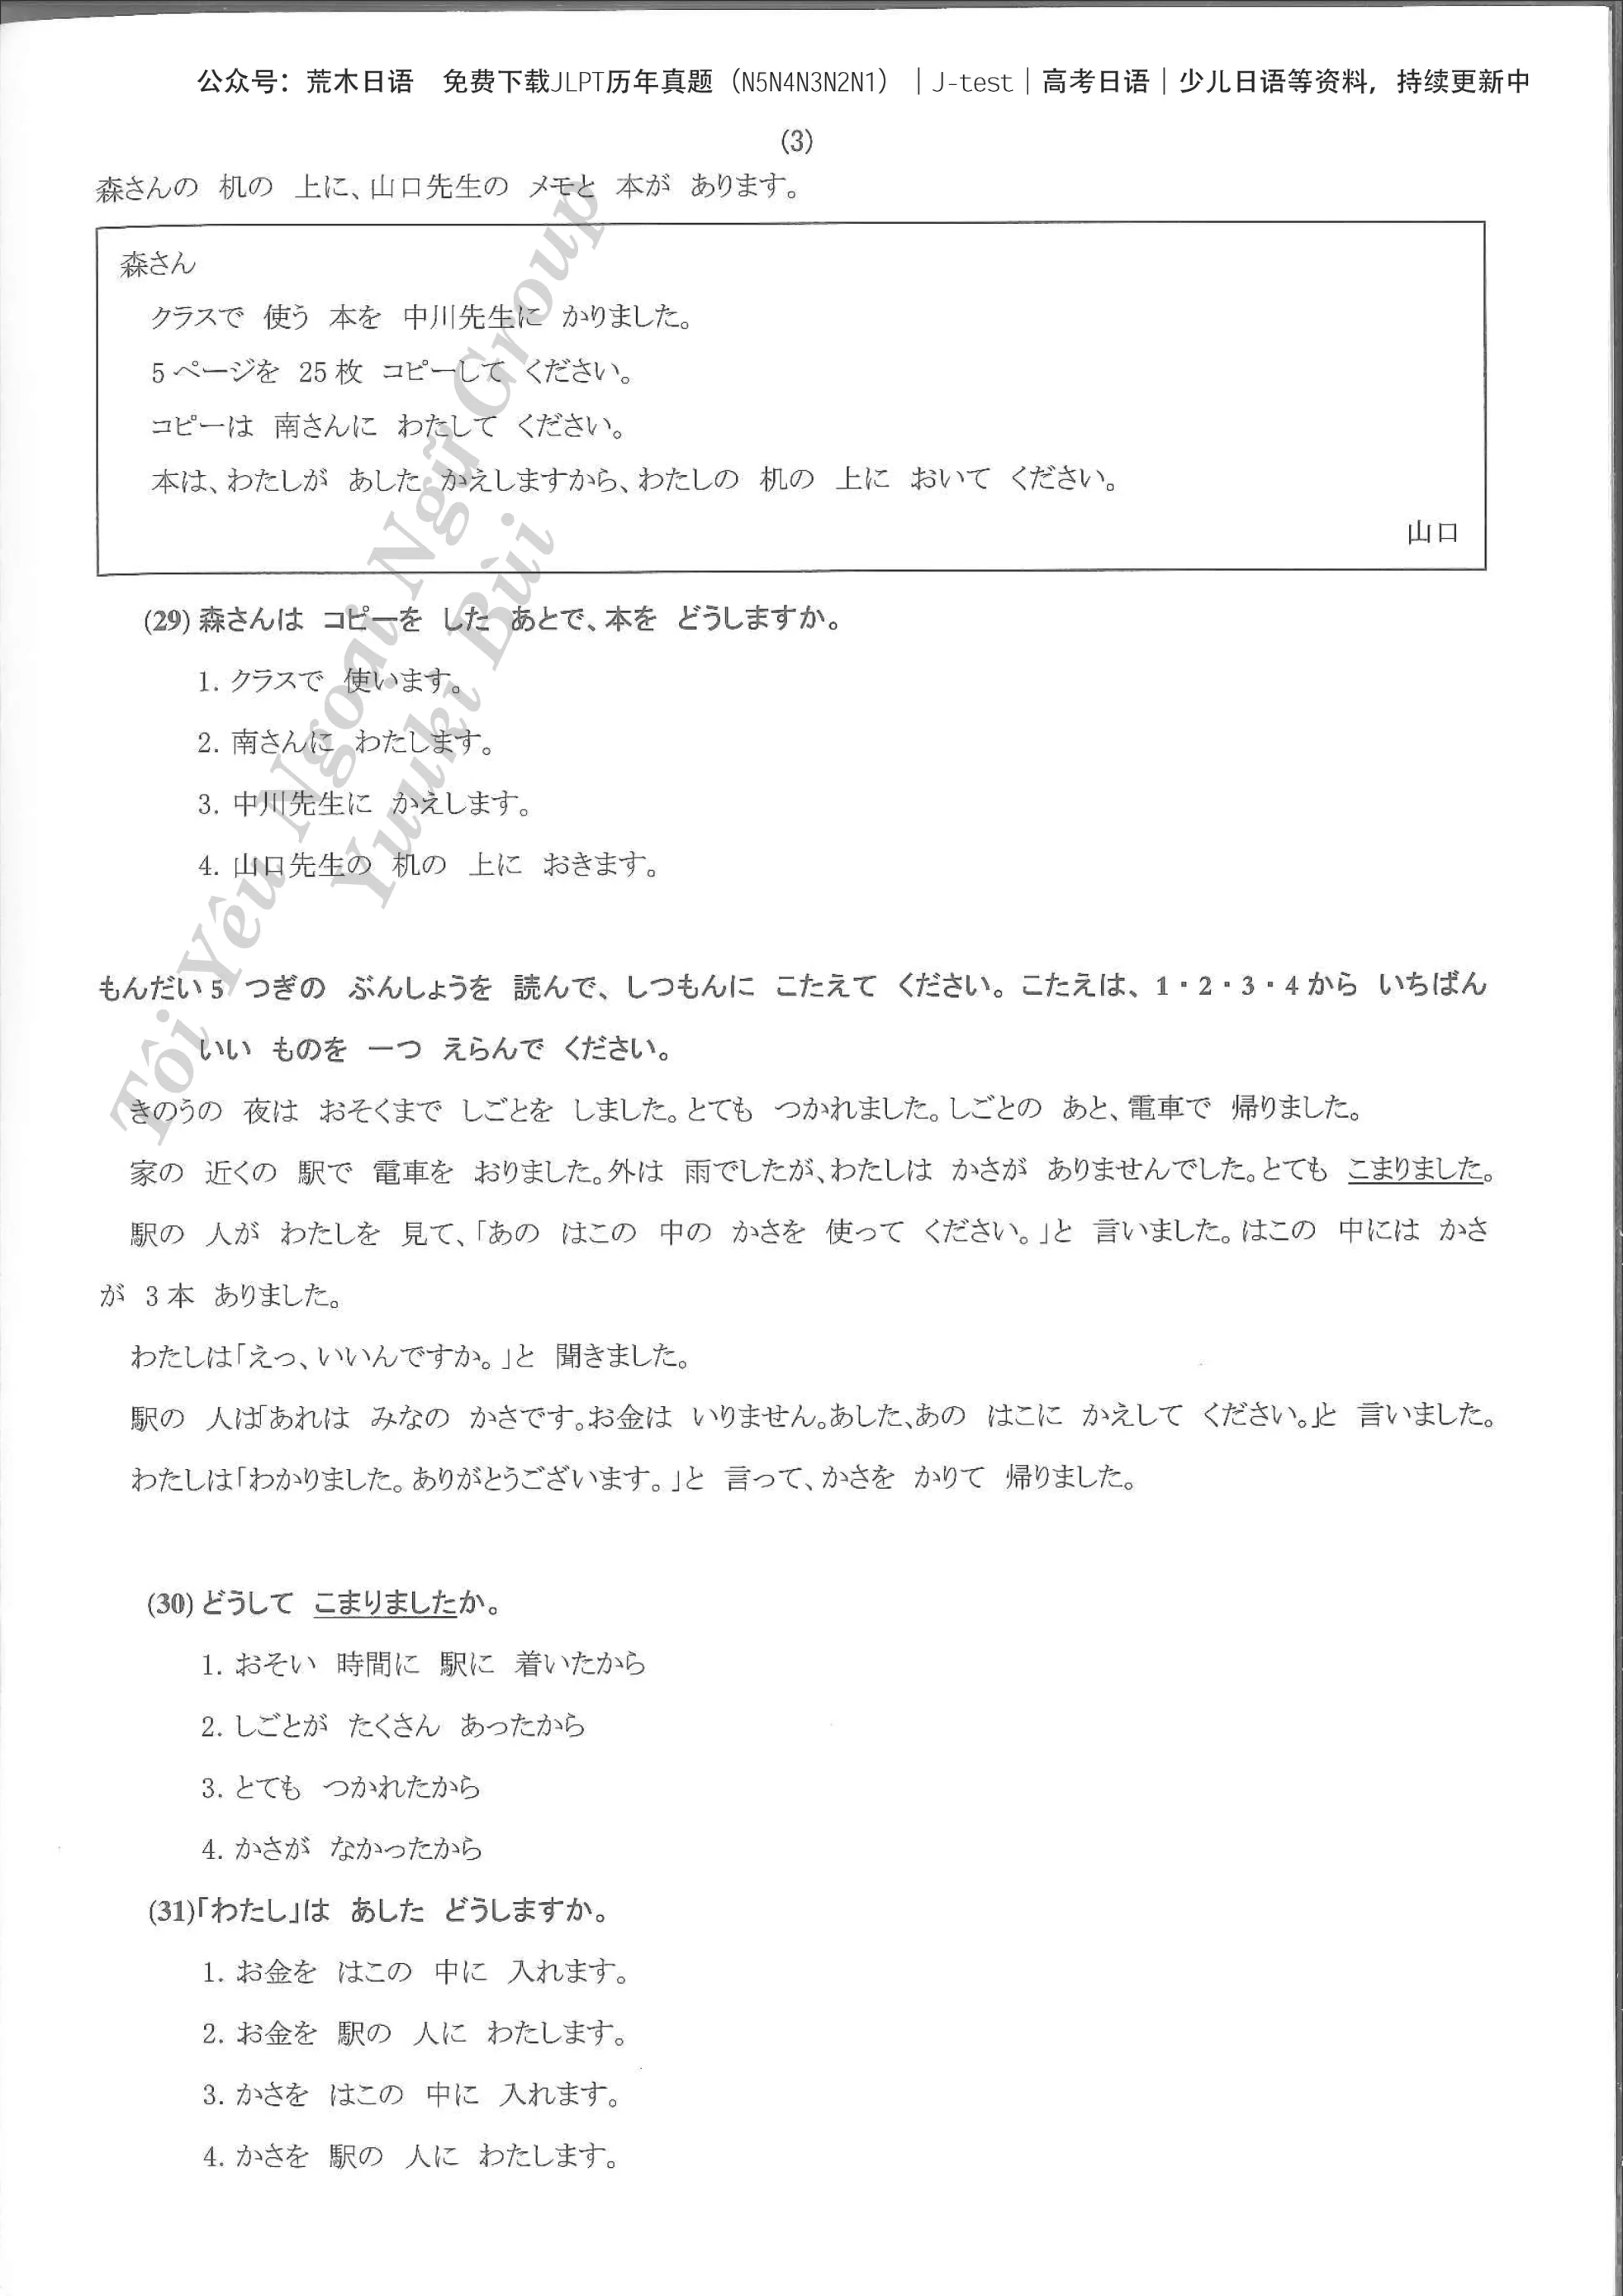 公众号：荒木日语　免费下载JLPT历年真题（N5N4N3N2N1）｜J-test｜高考日语｜少儿日语等资料，持续更新中
(3)
森さんの 机の 上に、山口先生の メモと 本が あります。
森さん
クラスで 使う 本を 中川先生に かりました。
5ページを 25枚 コピーして ください。
コピーは 南さんに わたして ください。
本は、わたしが あした かえしますから、わたしの 机の 上に おいて ください。
山口
(29) 森さんは コピーを した あとで、本を どうしますか。
1. クラスで 使います。
2. 南さんに わたします。
3. 中川先生に かえします。
4. 山口先生の 机の 上に おきます。
もんだい5 つぎの ぶんしょうを 読んで、しつもんに こたえて ください。こたえは、1・2・3・4から いちばん
いい ものを 一つ えらんで ください。
きのうの 夜は おそくまで しごとを しました。とても つかれました。しごとの あと、電車で 帰りました。
家の 近くの 駅で 電車を おりました。外は 雨でしたが、わたしは かさが ありませんでした。とても こまりました。
駅の 人が わたしを 見て、「あの はこの 中の かさを 使って ください。」と 言いました。はこの 中には かさ
が 3本 ありました。
わたしは「えっ、いいんですか。」と 聞きました。
駅の 人は「あれは みなの かさです。お金は いりません。あした、あの はこに かえして ください。」と 言いました。
わたしは「わかりました。ありがとうございます。」と 言って、かさを かりて 帰りました。
(30) どうして こまりましたか。
1. おそい 時間に 駅に 着いたから
2. しごとが たくさん あったから
3. とても つかれたから
4. かさが なかったから
(31)「わたし」は あした どうしますか。
1. お金を はこの 中に 入れます。
2. お金を 駅の 人に わたします。
3. かさを はこの 中に 入れます。
4. かさを 駅の 人に わたします。
Tôi Yêu Ngoại Ngữ Group
Yuuki Bùi